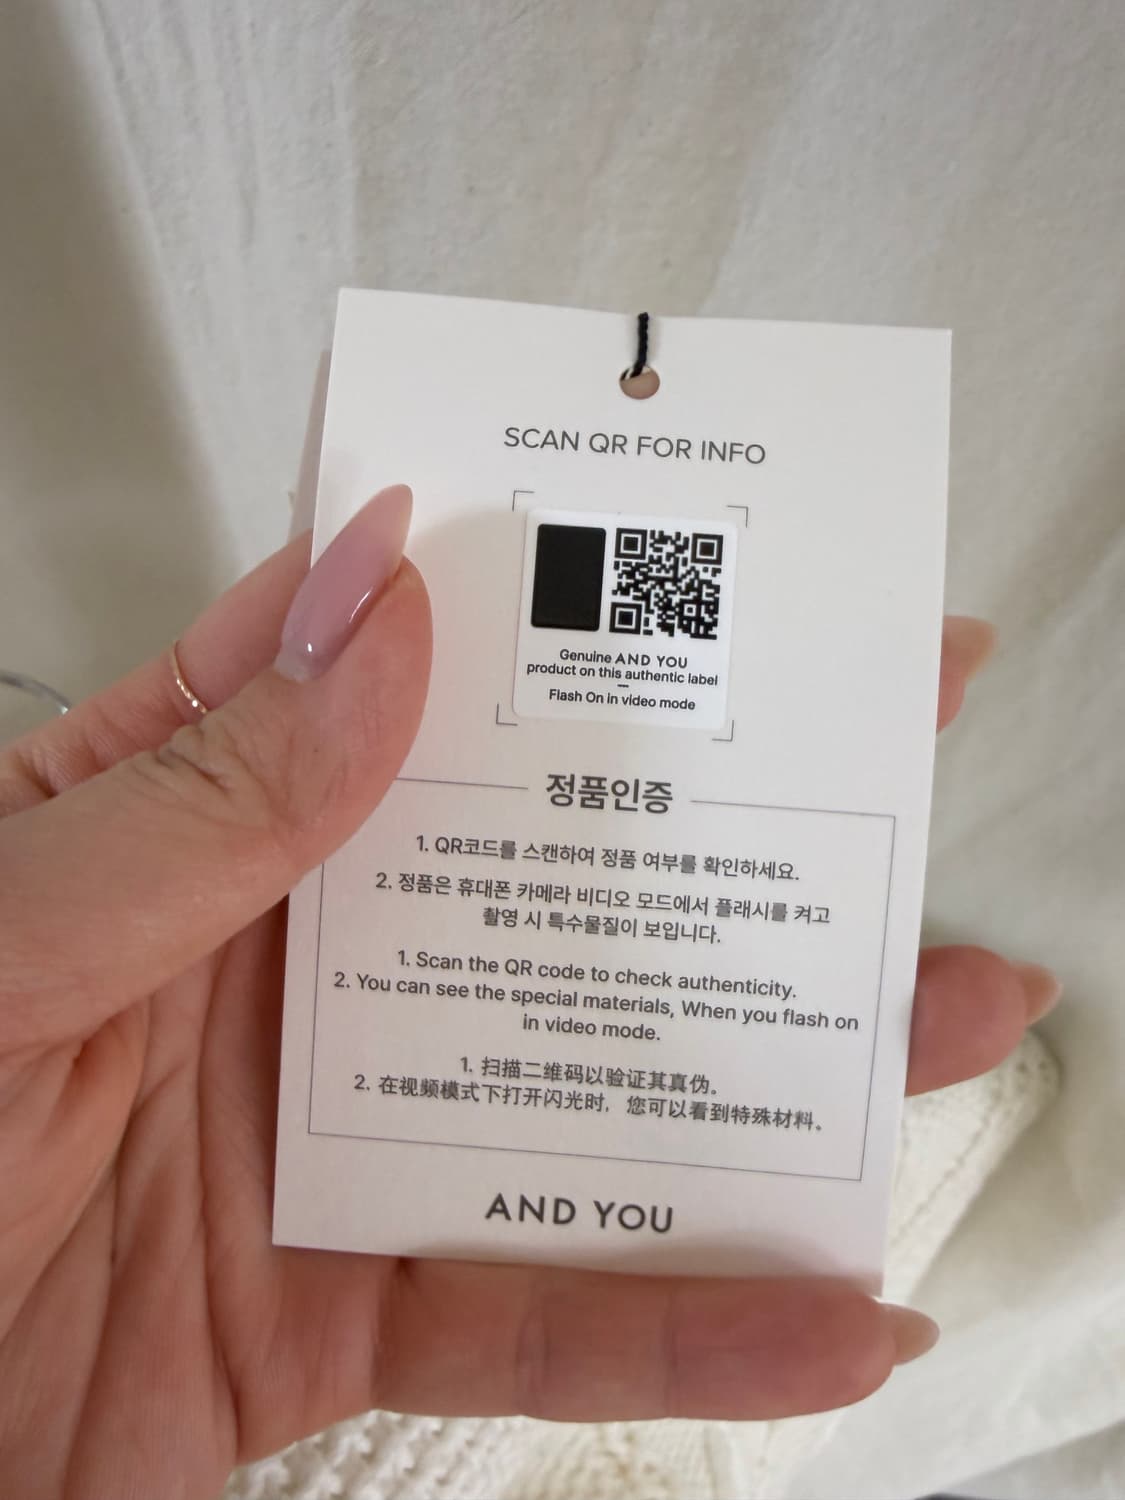 SCAN QR FOR INFO
Genuine AND YOU
product on this authentic label
Flash On in video mode
정품인증
1. QR코드를 스캔하여 정품 여부를 확인하세요.
2. 정품은 휴대폰 카메라 비디오 모드에서 플래시를 켜고
촬영 시 특수물질이 보입니다.
1. Scan the QR code to check authenticity.
2. You can see the special materials, When you flash on
in video mode.
1. 扫描二维码以验证其真伪。
2. 在视频模式下打开闪光时, 您可以看到特殊材料。
AND YOU